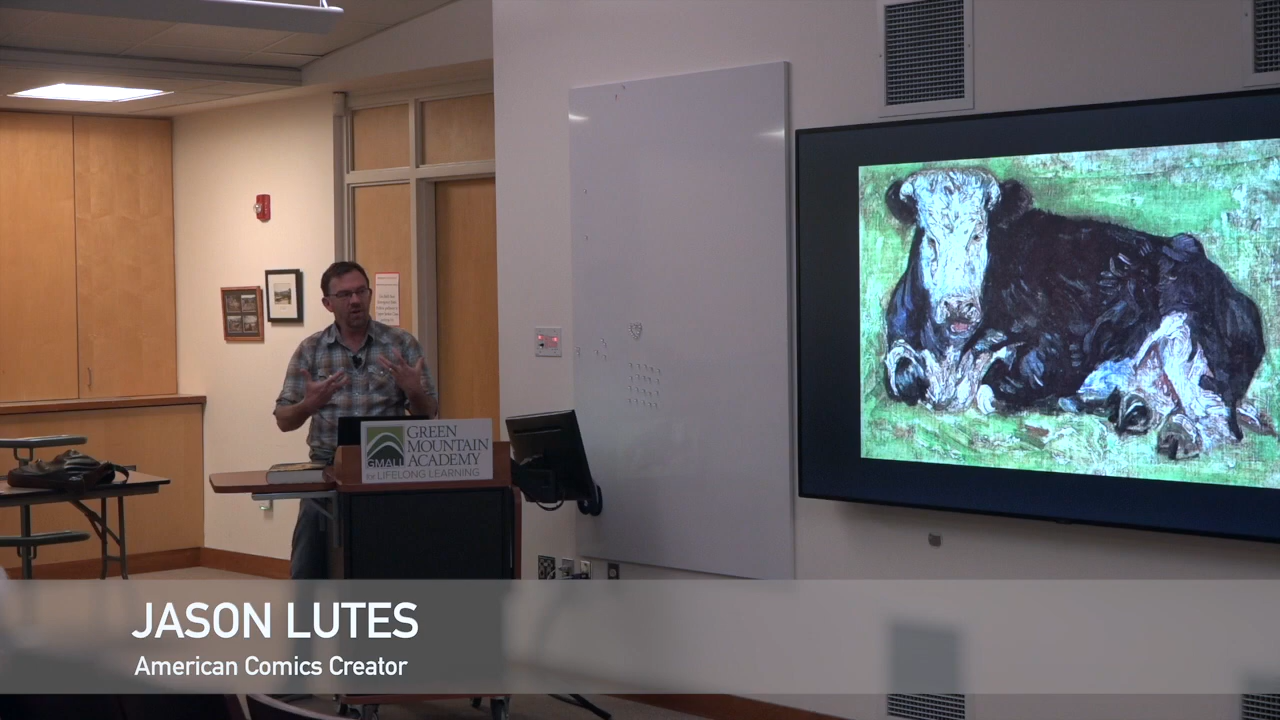 GREEN
MOUNTAIN
GMALL ACADEMY
for LIFELONG LEARNING
JASON LUTES
American Comics Creator